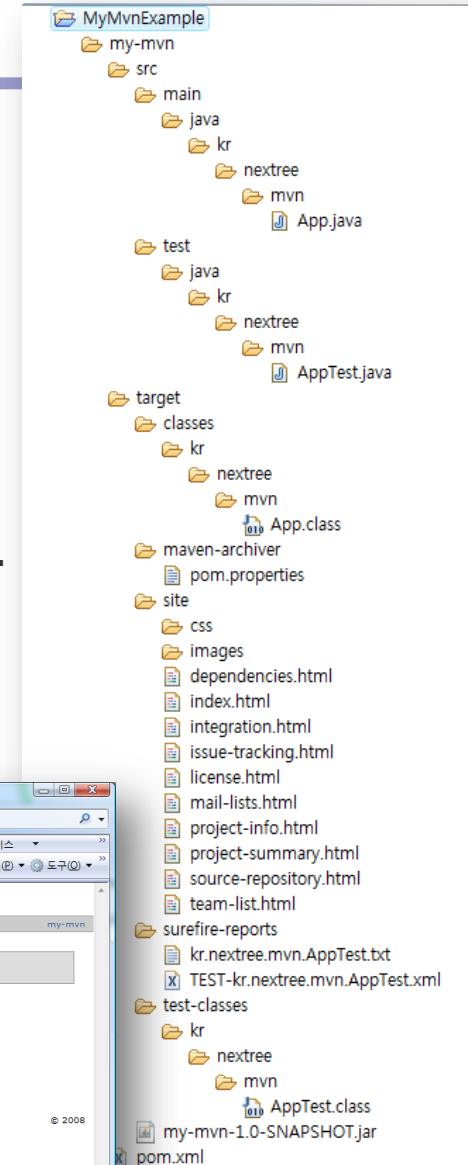 MyMvnExample
my-mvn
src
main
java
kr
nextree
mvn
App.java
test
java
kr
nextree
mvn
AppTest.java
target
classes
kr
nextree
mvn
App.class
maven-archiver
pom.properties
site
css
images
dependencies.html
index.html
integration.html
issue-tracking.html
license.html
mail-lists.html
project-info.html
project-summary.html
source-repository.html
team-list.html
surefire-reports
kr.nextree.mvn.AppTest.txt
TEST-kr.nextree.mvn.AppTest.xml
test-classes
kr
nextree
mvn
AppTest.class
my-mvn-1.0-SNAPSHOT.jar
pom.xml
(P) 도구(O)
my-mvn
© 2008